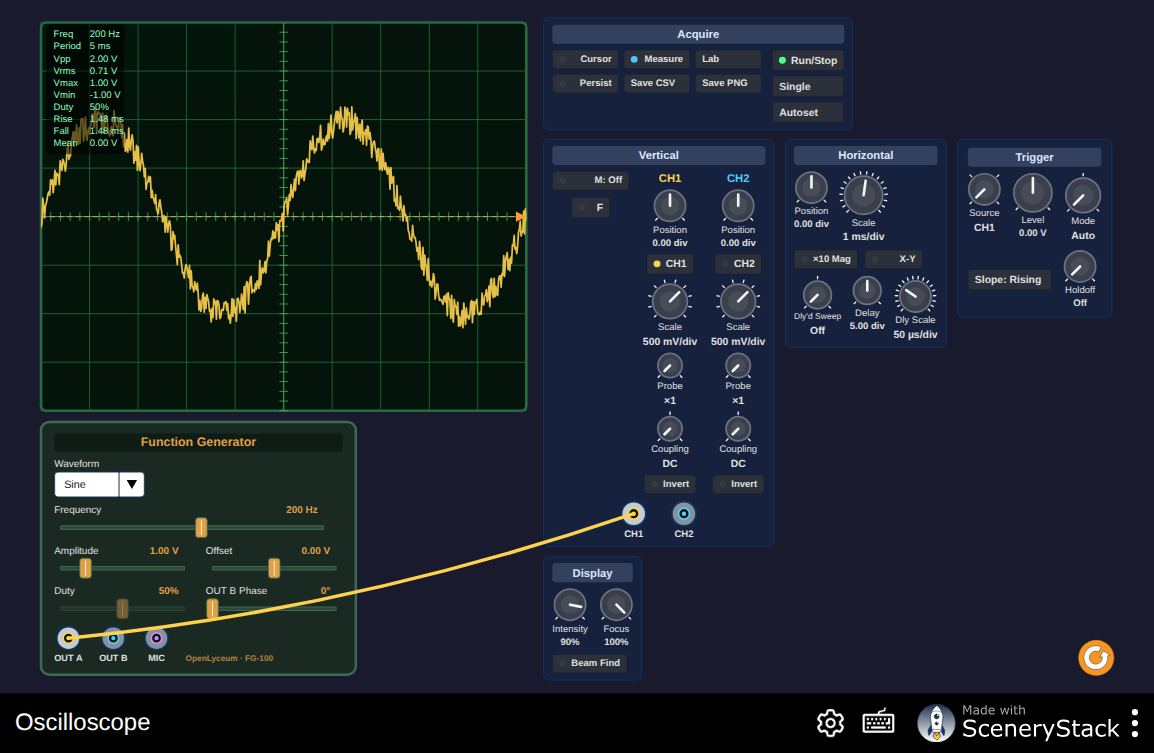 Freq 200 Hz
Period 5 ms
Vpp 2.00 V
Vrms 0.71 V
Vmax 1.00 V
Vmin -1.00 V
Duty 50%
Rise 1.48 ms
Fall 1.48 ms
Mean 0.00 V
Acquire
Cursor Measure Lab Run/Stop
Persist Save CSV Save PNG Single
Autoset
Vertical
M: Off CH1 CH2
F
Position Position
0.00 div 0.00 div
CH1 CH2
Scale Scale
500 mV/div 500 mV/div
Probe Probe
×1 ×1
Coupling Coupling
DC DC
Invert Invert
CH1 CH2
Horizontal
Position Scale
0.00 div 1 ms/div
×10 Mag X-Y
Dly'd Sweep Delay Dly Scale
Off 5.00 div 50 µs/div
Trigger
Source Level Mode
CH1 0.00 V Auto
Slope: Rising Holdoff
Off
Function Generator
Waveform
Sine
Frequency 200 Hz
Amplitude 1.00 V Offset 0.00 V
Duty 50% OUT B Phase 0°
OUT A OUT B MIC OpenLyceum · FG-100
Display
Intensity Focus
90% 100%
Beam Find
Oscilloscope
Made with
SceneryStack